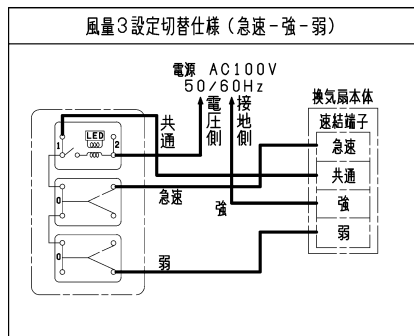 風量3設定切替仕様(急速-強-弱)
電源 AC100V
50/60Hz
電圧側
接地側
換気扇本体
速結端子
急速
共通
強
弱
共通
LED
1
2
0
急速
強
0
弱